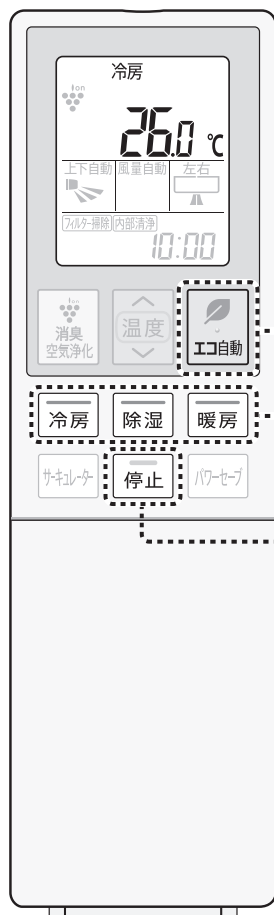 冷房
ion
26.0 ℃
上下自動 風量自動 左右
フィルター掃除 内部清浄
10:00
ion
消臭
空気浄化
温度
エコ自動
冷房 除湿 暖房
サーキュレーター 停止 パワーセーブ